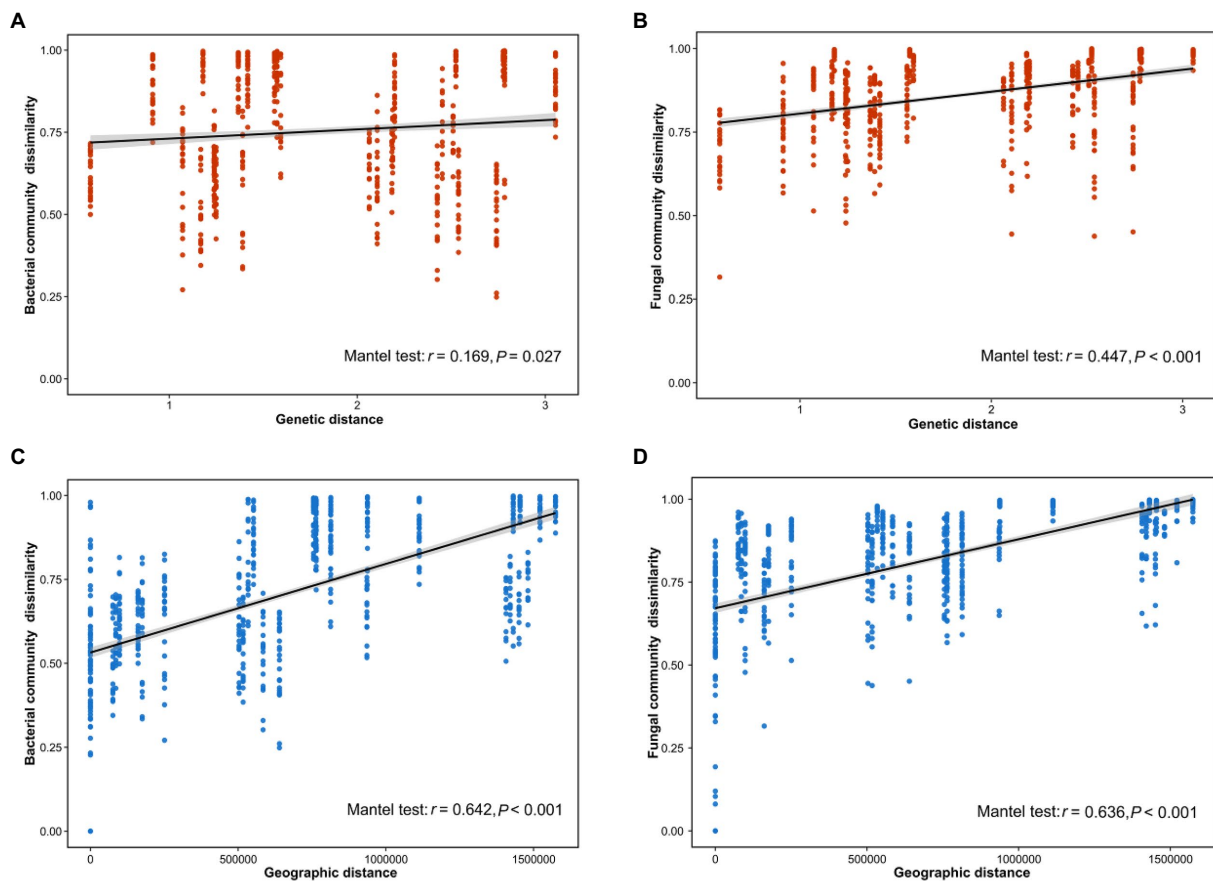 A
Bacterial community dissimilarity
1.00
0.75
0.50
0.25
0.00
Mantel test: r = 0.169, P = 0.027
1
2
3
Genetic distance
B
Fungal community dissimilarity
1.00
0.75
0.50
0.25
0.00
Mantel test: r = 0.447, P < 0.001
1
2
3
Genetic distance
C
Bacterial community dissimilarity
1.00
0.75
0.50
0.25
0.00
Mantel test: r = 0.642, P < 0.001
0
500000
1000000
1500000
Geographic distance
D
Fungal community dissimilarity
1.00
0.75
0.50
0.25
0.00
Mantel test: r = 0.636, P < 0.001
0
500000
1000000
1500000
Geographic distance